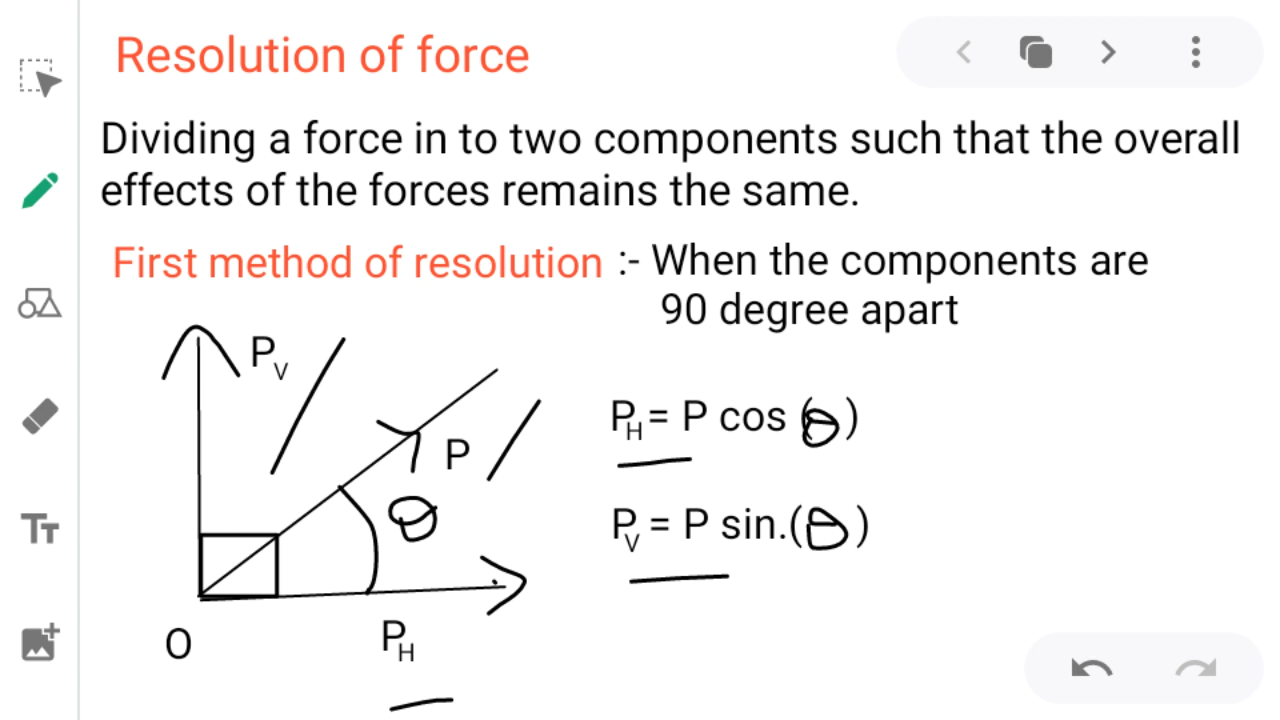 Resolution of force
Dividing a force in to two components such that the overall
effects of the forces remains the same.
First method of resolution :- When the components are
90 degree apart
Pv
P
θ
PH = P cos (θ)
Pv = P sin.(θ)
O
PH
Tт